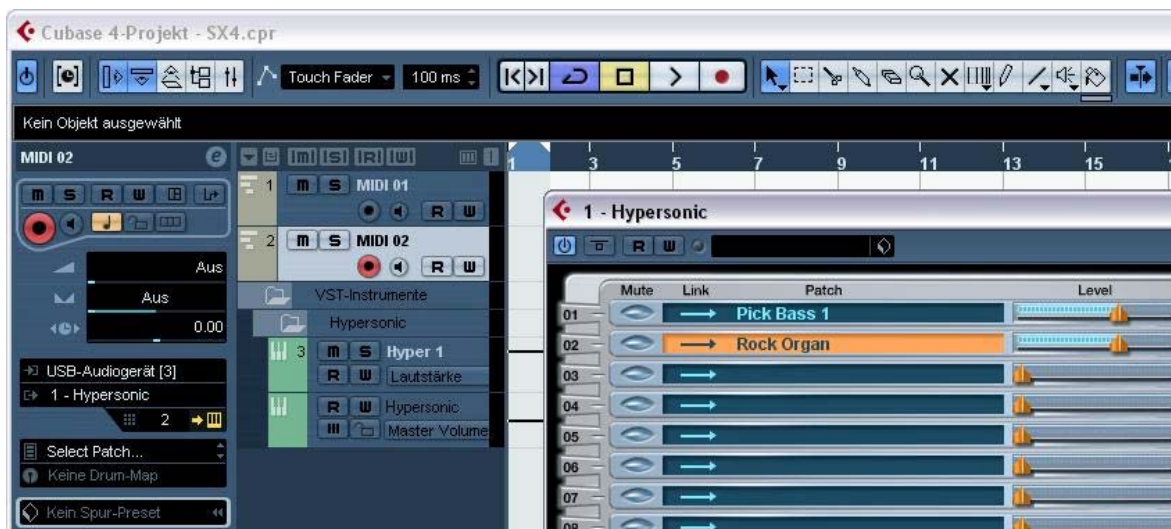 Cubase 4-Projekt - SX4.cpr
Touch Fader 100 ms
Kein Objekt ausgewählt
MIDI 02
M S R W
Aus
Aus
0.00
USB-Audiogerät [3]
1 - Hypersonic
2
Select Patch...
Keine Drum-Map
Kein Spur-Preset
M S R W
1 M S MIDI 01
R W
2 M S MIDI 02
R W
VST-Instrumente
Hypersonic
3 M S Hyper 1
R W Lautstärke
R W Hypersonic
Master Volume
1 3 5 7 9 11 13 15
1 - Hypersonic
R W
Mute Link Patch Level
01 Pick Bass 1
02 Rock Organ
03
04
05
06
07
08